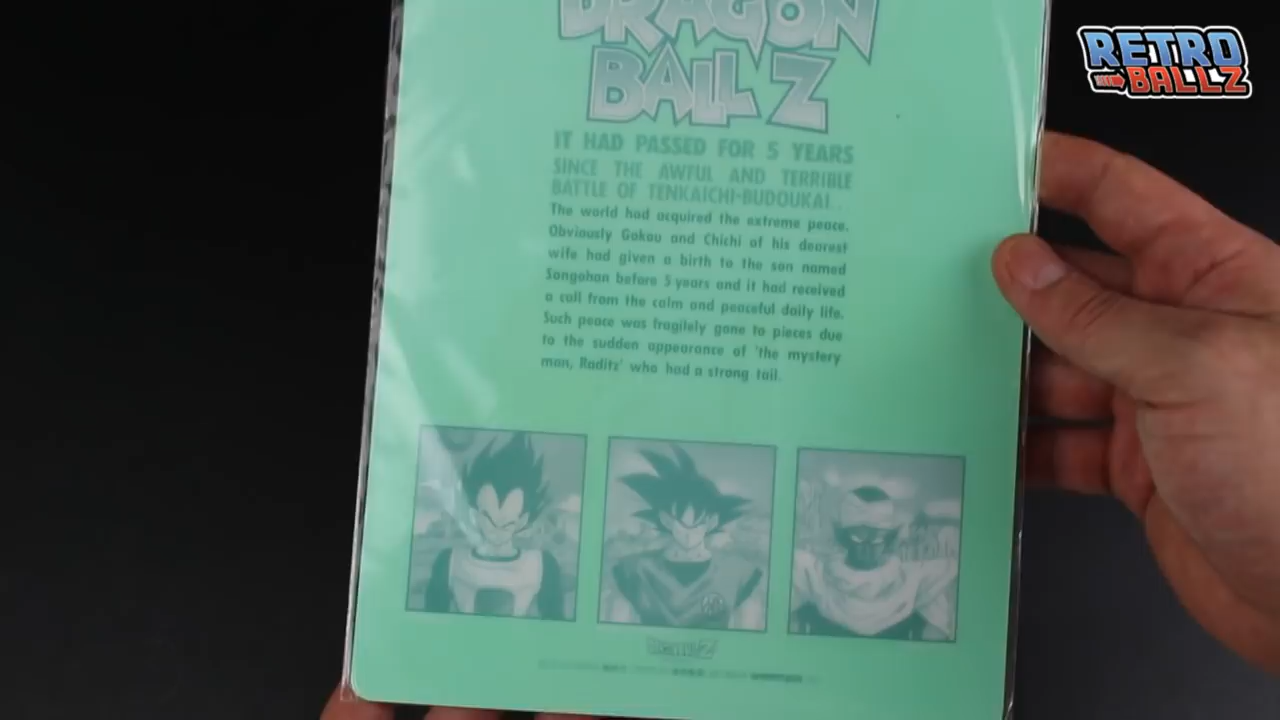 RETRO
BALLZ
DRAGON
BALL Z
IT HAD PASSED FOR 5 YEARS
SINCE THE AWFUL AND TERRIBLE
BATTLE OF TENKAICHI-BUDOUKAI..
The world had acquired the extreme peace.
Obviously Gokou and Chichi of his dearest
wife had given a birth to the son named
Songohan before 5 years and it had received
a call from the calm and peaceful daily life.
Such peace was fragilely gone to pieces due
to the sudden appearance of 'the mystery
man, Raditz' who had a strong tail.